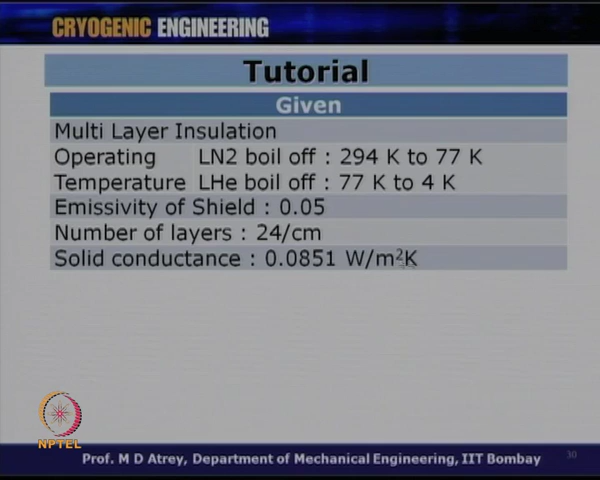 CRYOGENIC ENGINEERING
Tutorial
Given
Multi Layer Insulation
Operating LN2 boil off : 294 K to 77 K
Temperature LHe boil off : 77 K to 4 K
Emissivity of Shield : 0.05
Number of layers : 24/cm
Solid conductance : 0.0851 W/m²K
NPTEL
Prof. M D Atrey, Department of Mechanical Engineering, IIT Bombay 30